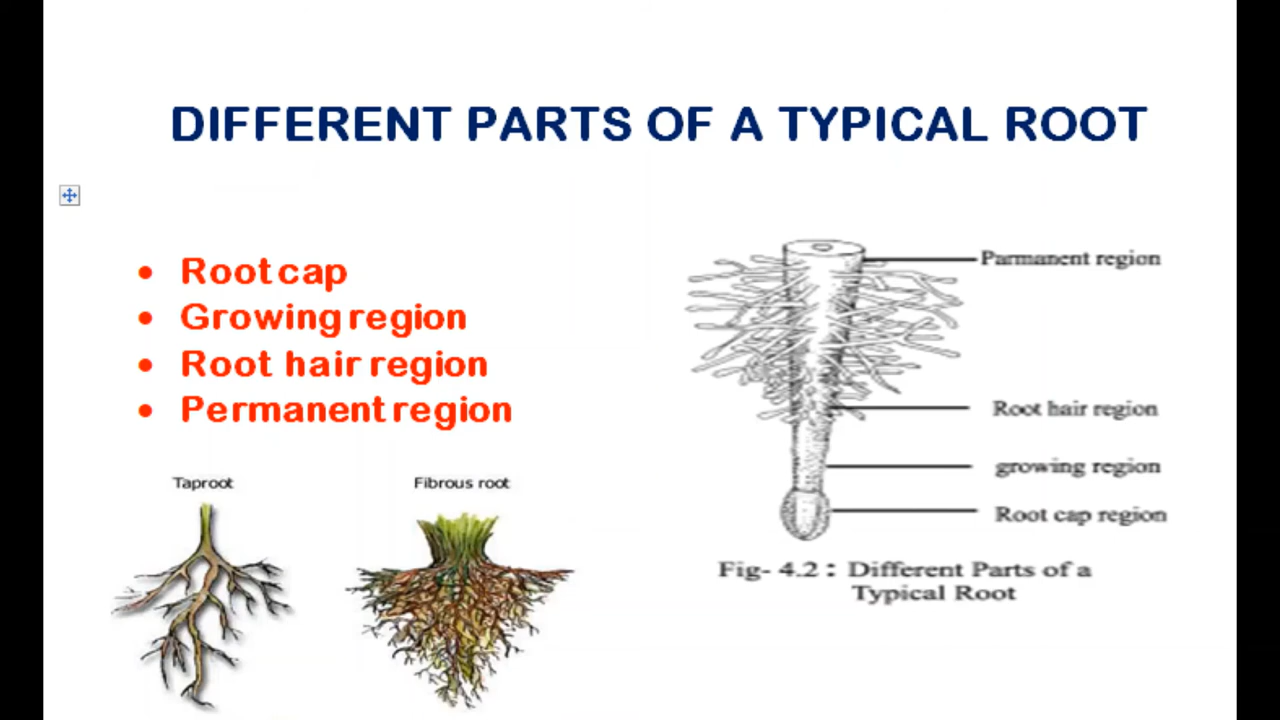 DIFFERENT PARTS OF A TYPICAL ROOT
• Root cap
• Growing region
• Root hair region
• Permanent region
Taproot
Fibrous root
Parmanent region
Root hair region
growing region
Root cap region
Fig- 4.2 : Different Parts of a
Typical Root